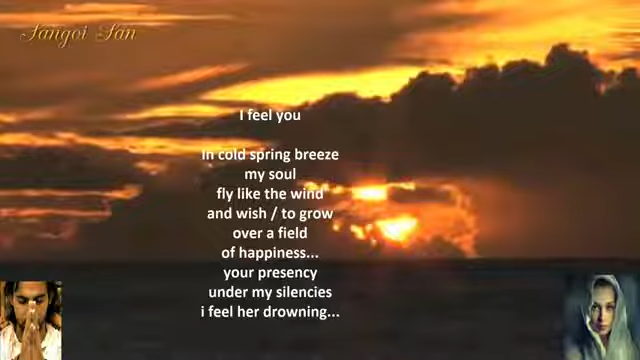 Sangoi San
I feel you
In cold spring breeze
my soul
fly like the wind
and wish / to grow
over a field
of happiness...
your presency
under my silencies
i feel her drowning...